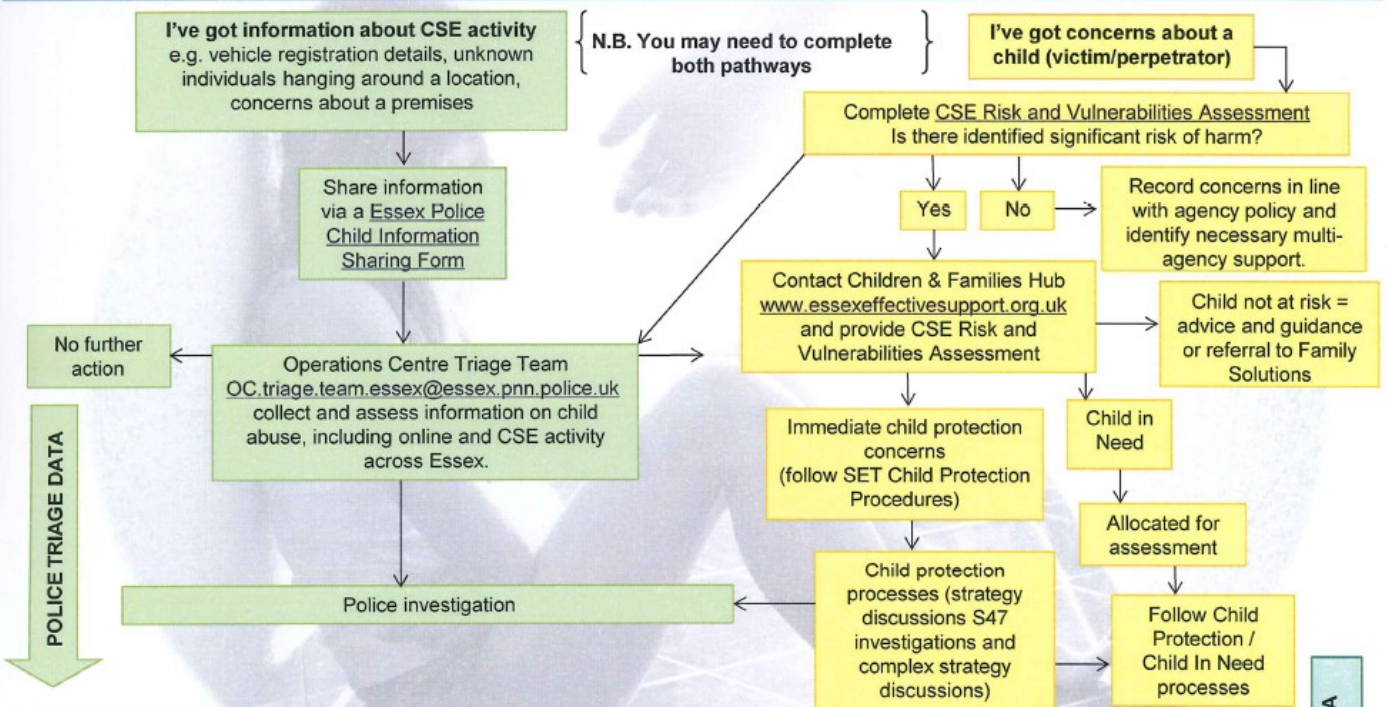 I've got information about CSE activity
e.g. vehicle registration details, unknown
individuals hanging around a location,
concerns about a premises
N.B. You may need to complete
both pathways
I've got concerns about a
child (victim/perpetrator)
Complete CSE Risk and Vulnerabilities Assessment
Is there identified significant risk of harm?
Share information
via a Essex Police
Child Information
Sharing Form
Yes
No
Record concerns in line
with agency policy and
identify necessary multi-
agency support.
Contact Children & Families Hub
www.essexeffectivesupport.org.uk
and provide CSE Risk and
Vulnerabilities Assessment
Child not at risk =
advice and guidance
or referral to Family
Solutions
No further
action
Operations Centre Triage Team
OC.triage.team.essex@essex.pnn.police.uk
collect and assess information on child
abuse, including online and CSE activity
across Essex.
Immediate child protection
concerns
(follow SET Child Protection
Procedures)
Child in
Need
Allocated for
assessment
POLICE TRIAGE DATA
Police investigation
Child protection
processes (strategy
discussions S47
investigations and
complex strategy
discussions)
Follow Child
Protection /
Child In Need
processes
A